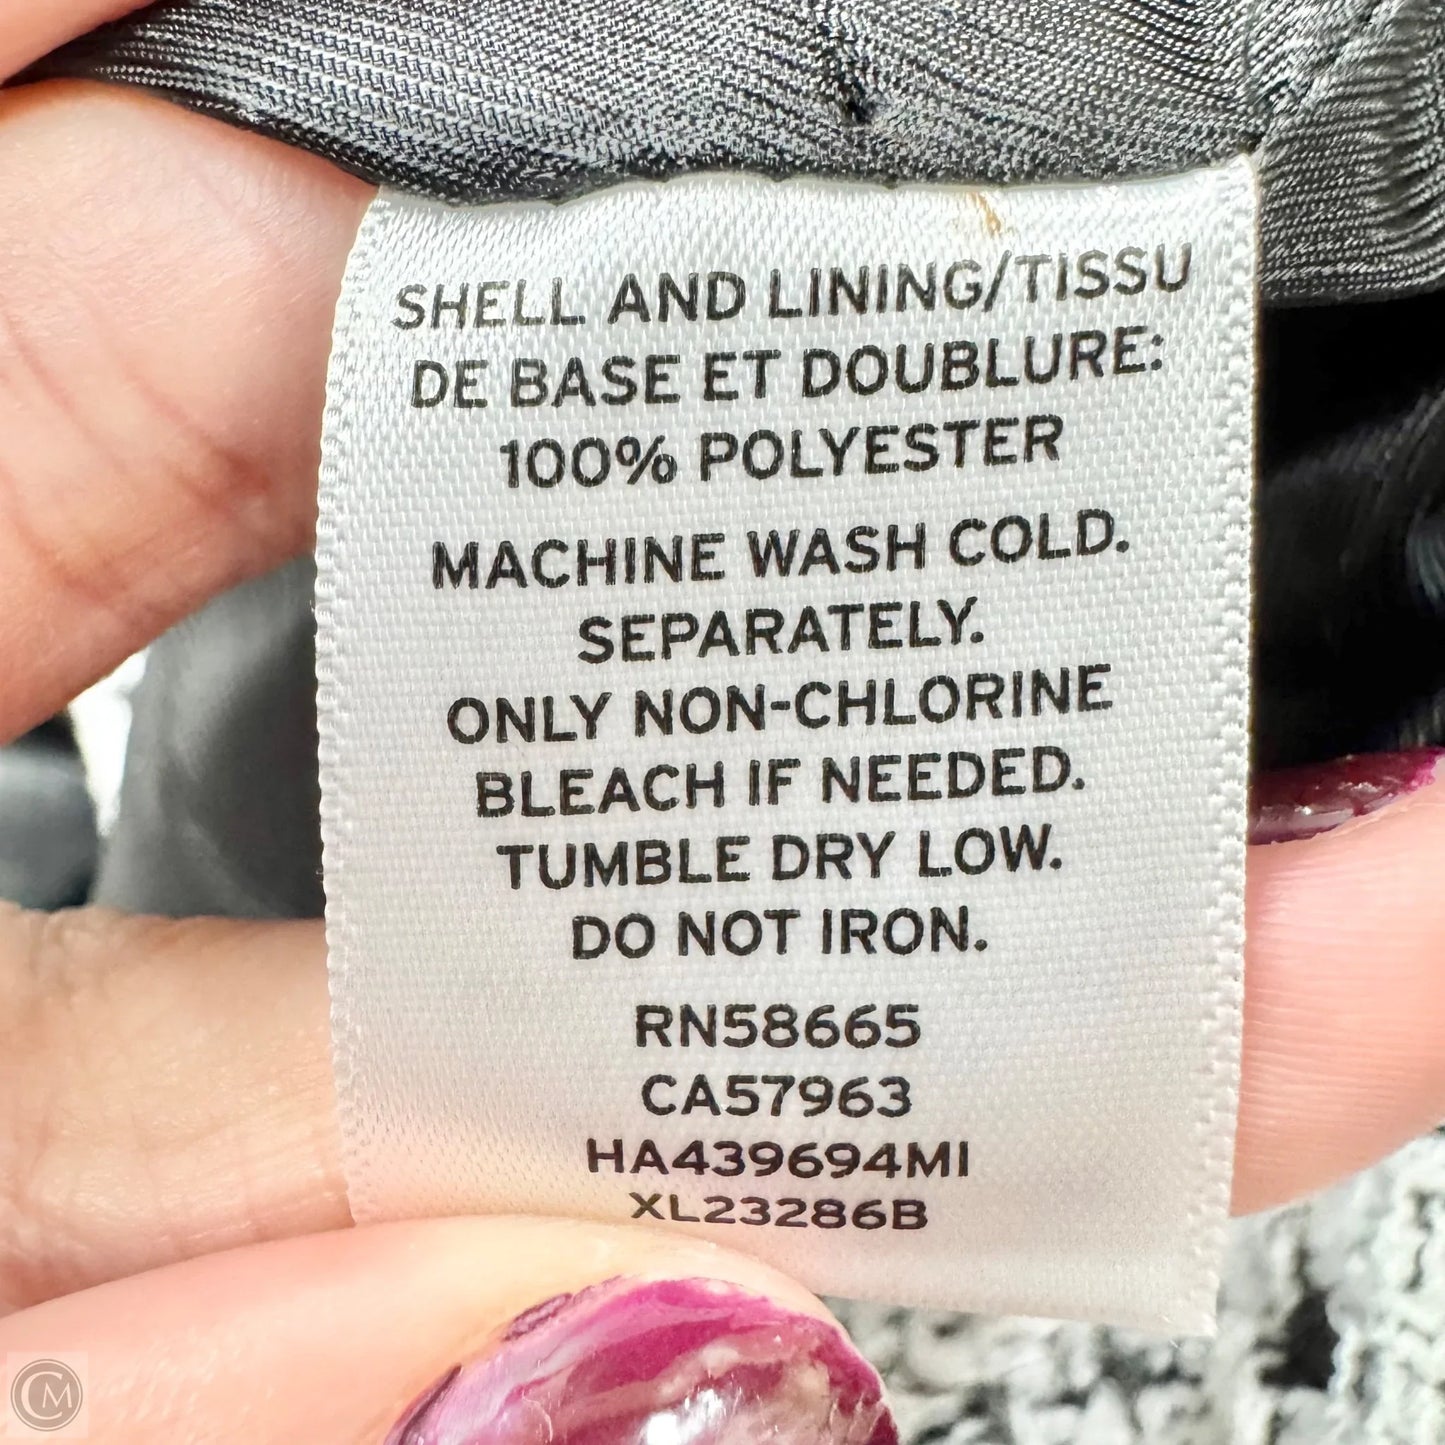 SHELL AND LINING/TISSU
DE BASE ET DOUBLURE:
100% POLYESTER
MACHINE WASH COLD.
SEPARATELY.
ONLY NON-CHLORINE
BLEACH IF NEEDED.
TUMBLE DRY LOW.
DO NOT IRON.
RN58665
CA57963
HA439694MI
XL23286B
CM